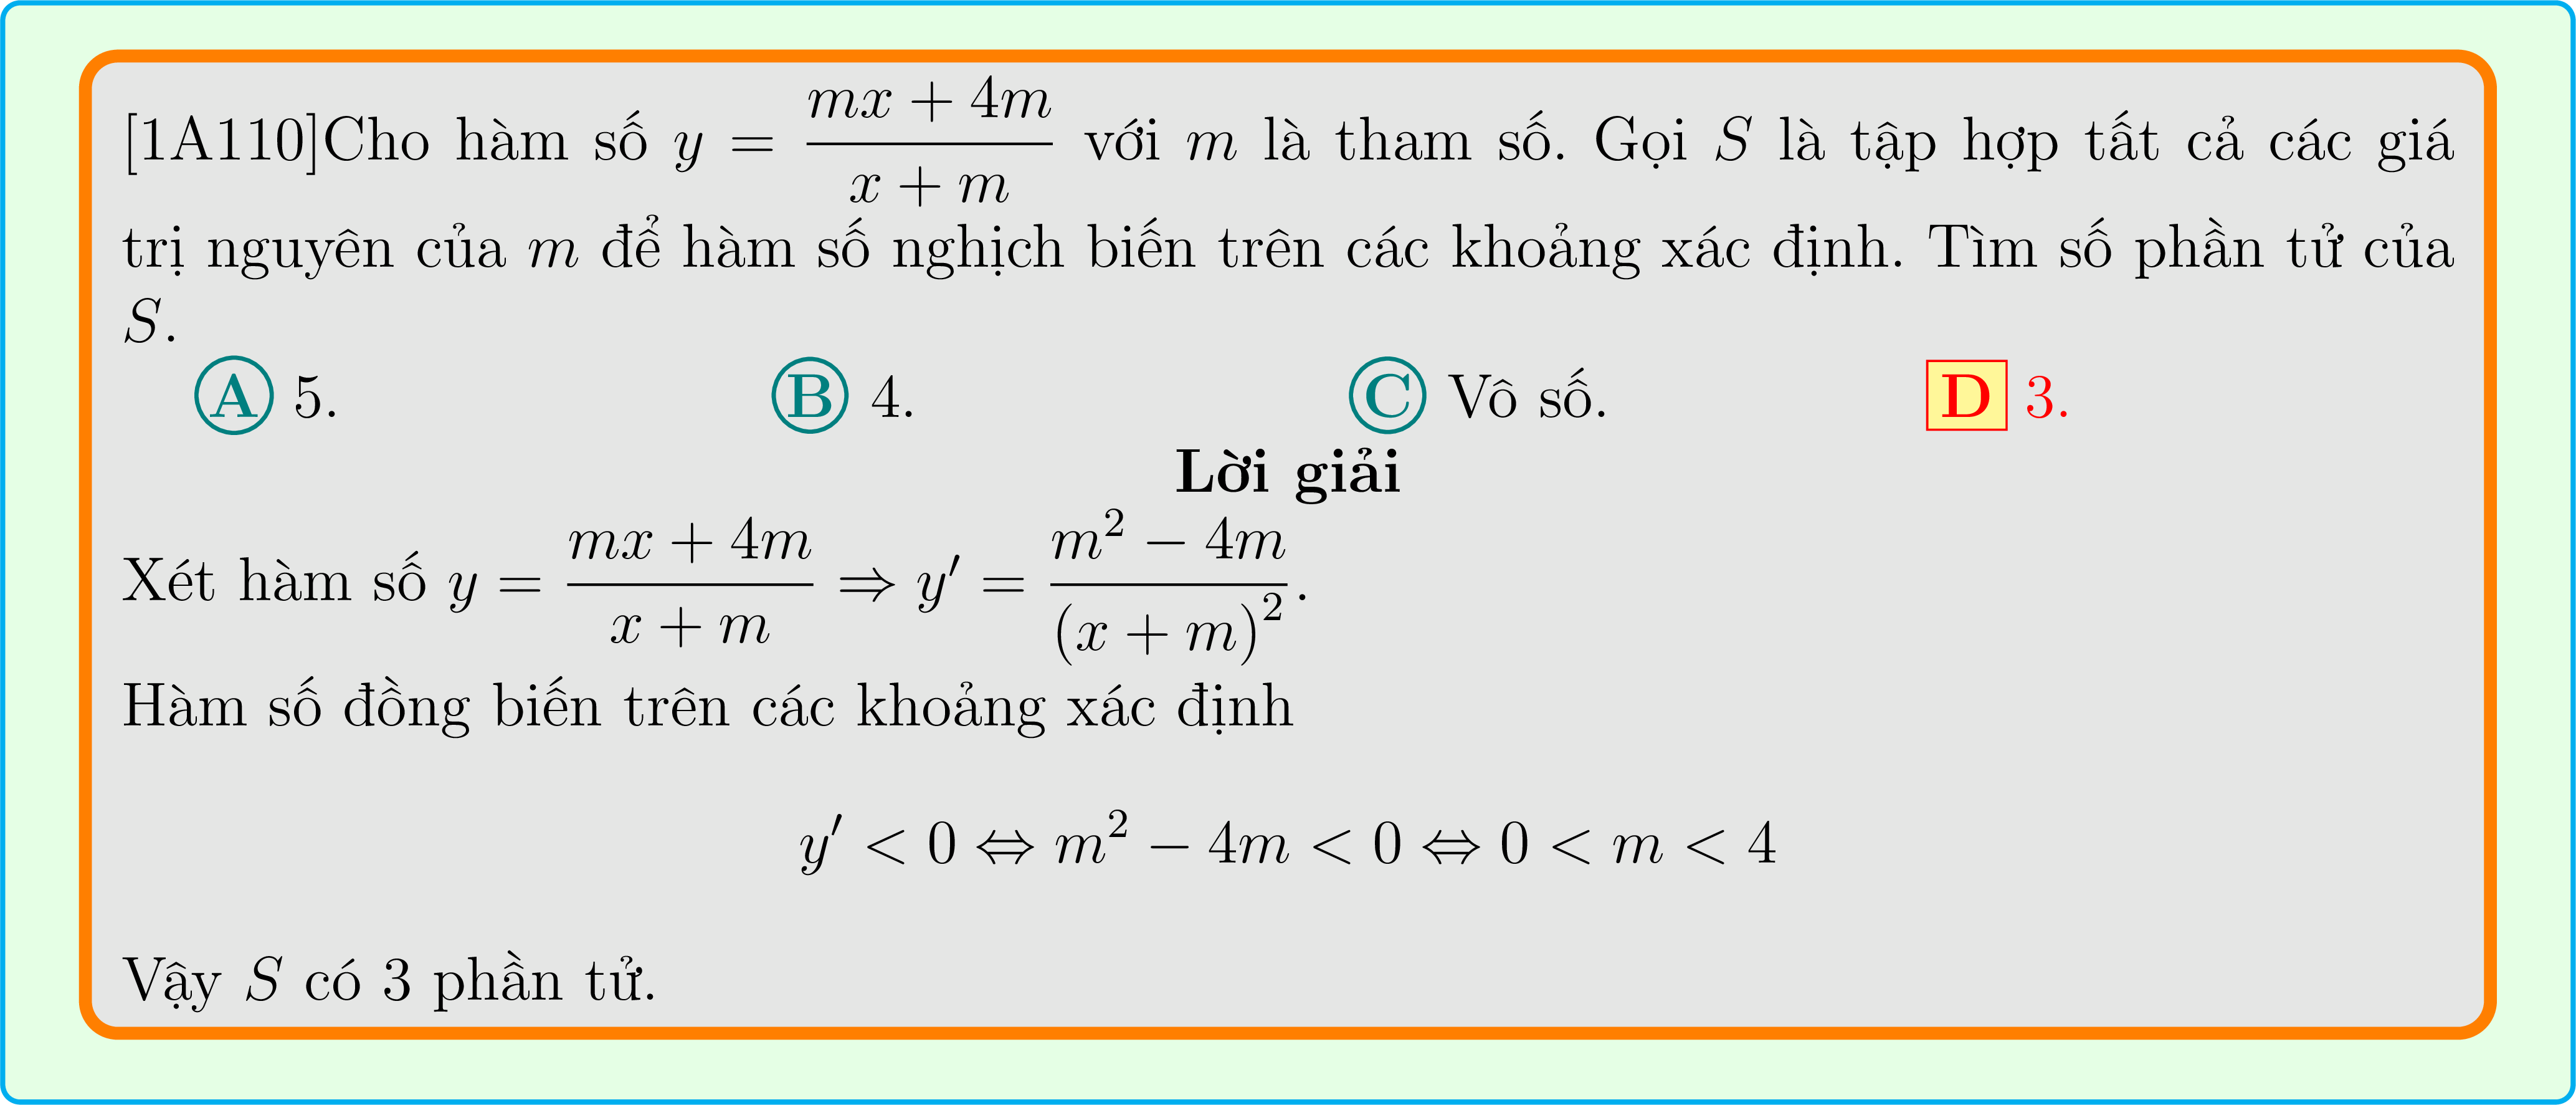 [1A110]Cho hàm số $y = \dfrac{mx + 4m}{x + m}$ với $m$ là tham số. Gọi $S$ là tập hợp tất cả các giá
trị nguyên của $m$ để hàm số nghịch biến trên các khoảng xác định. Tìm số phần tử của
$S$.
A 5. B 4. C Vô số. D 3.
Lời giải
Xét hàm số $y = \dfrac{mx + 4m}{x + m} \Rightarrow y' = \dfrac{m^2 - 4m}{(x + m)^2}$.
Hàm số đồng biến trên các khoảng xác định
$y' < 0 \Leftrightarrow m^2 - 4m < 0 \Leftrightarrow 0 < m < 4$
Vậy $S$ có 3 phần tử.